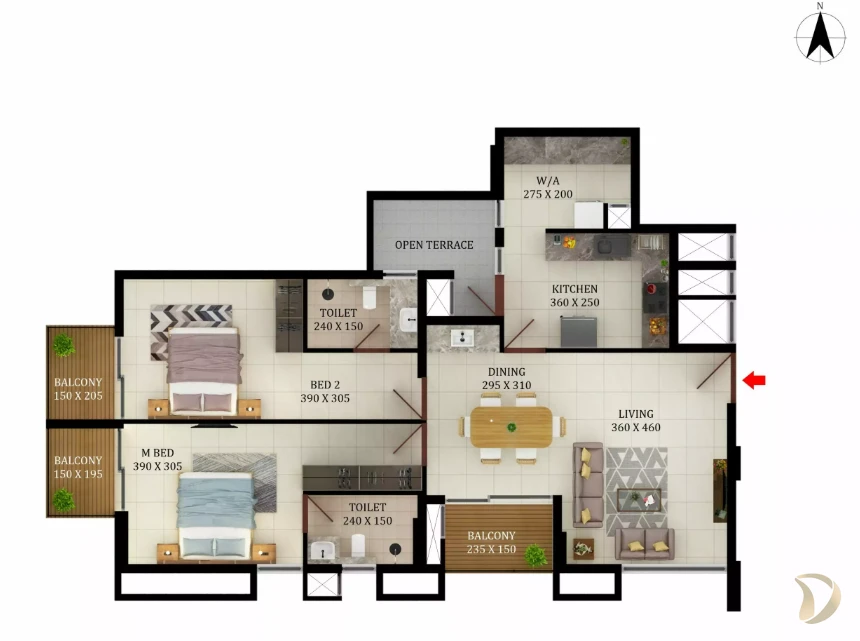 N
W/A
275 X 200
OPEN TERRACE
KITCHEN
360 X 250
TOILET
240 X 150
BALCONY
150 X 205
BED 2
390 X 305
DINING
295 X 310
LIVING
360 X 460
BALCONY
150 X 195
M BED
390 X 305
TOILET
240 X 150
BALCONY
235 X 150